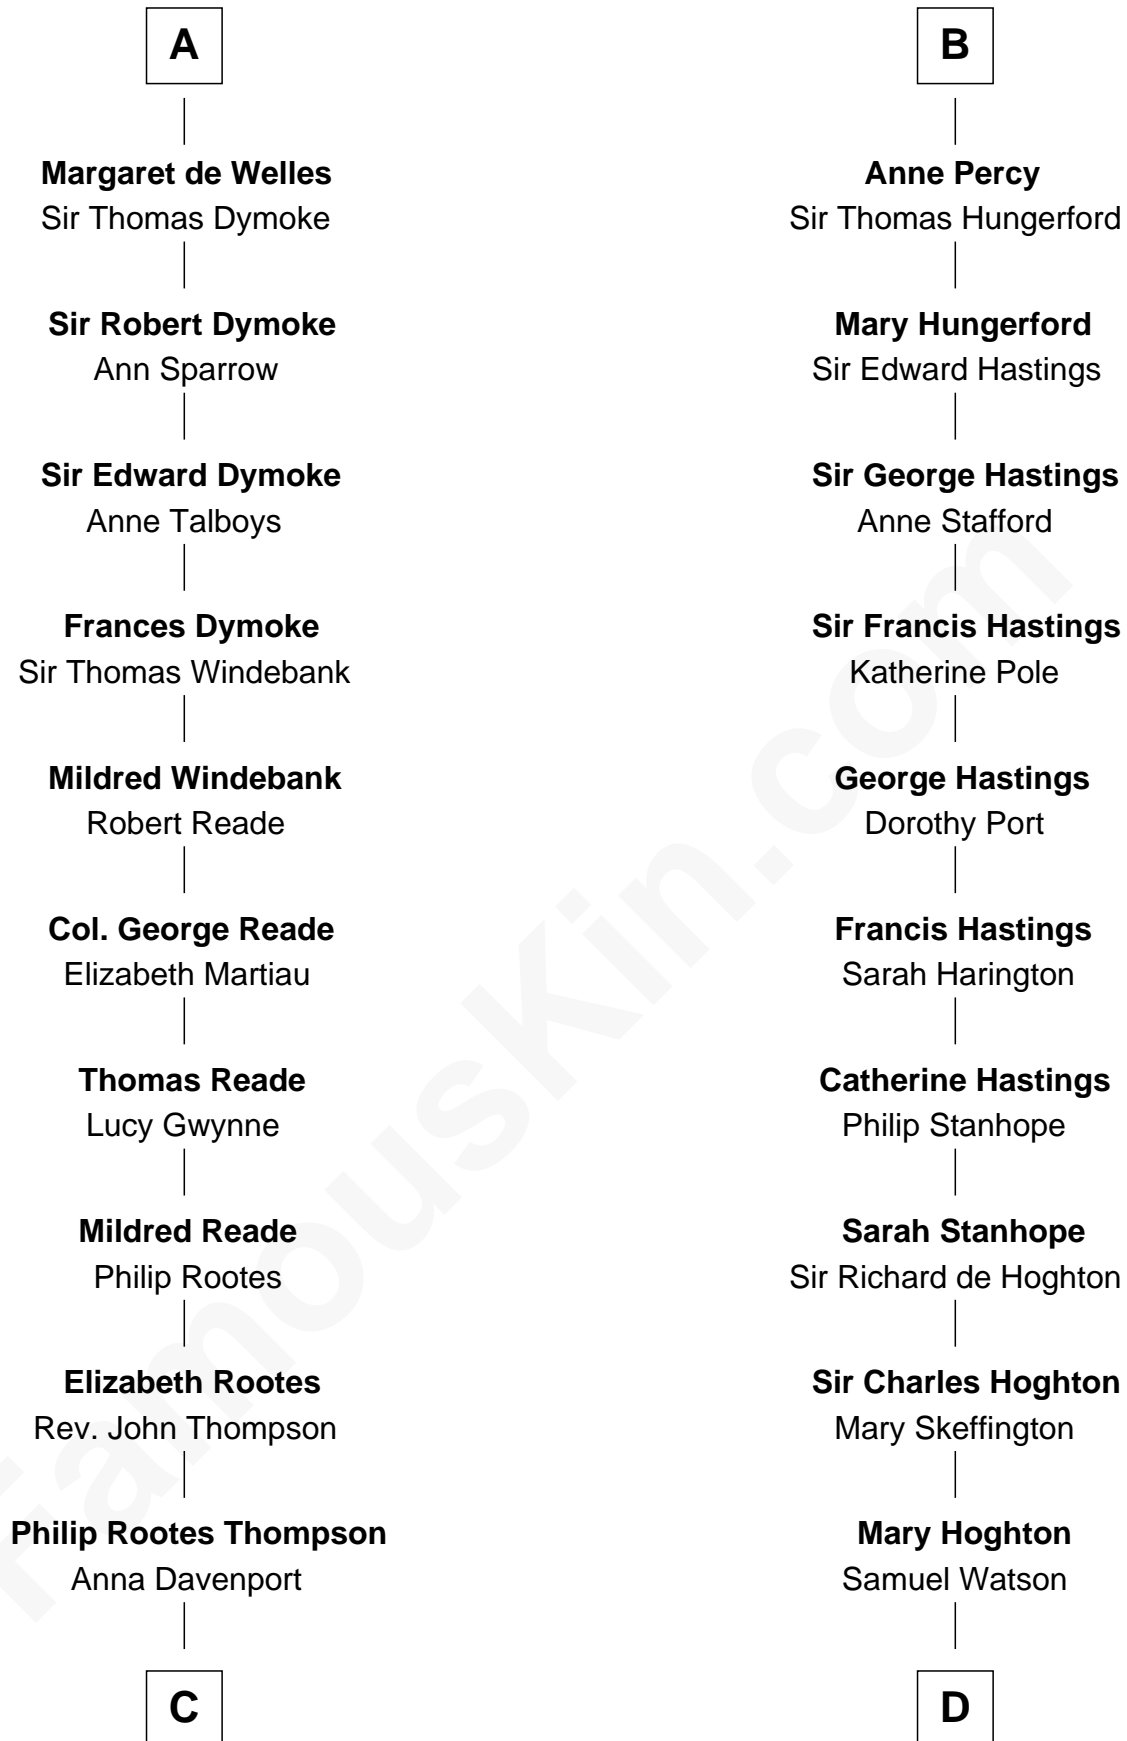 A
Margaret de Welles
Sir Thomas Dymoke
Sir Robert Dymoke
Ann Sparrow
Sir Edward Dymoke
Anne Talboys
Frances Dymoke
Sir Thomas Windebank
Mildred Windebank
Robert Reade
Col. George Reade
Elizabeth Martiau
Thomas Reade
Lucy Gwynne
Mildred Reade
Philip Rootes
Elizabeth Rootes
Rev. John Thompson
Philip Rootes Thompson
Anna Davenport
C
B
Anne Percy
Sir Thomas Hungerford
Mary Hungerford
Sir Edward Hastings
Sir George Hastings
Anne Stafford
Sir Francis Hastings
Katherine Pole
George Hastings
Dorothy Port
Francis Hastings
Sarah Harington
Catherine Hastings
Philip Stanhope
Sarah Stanhope
Sir Richard de Hoghton
Sir Charles Hoghton
Mary Skeffington
Mary Hoghton
Samuel Watson
D
FamousKin.com